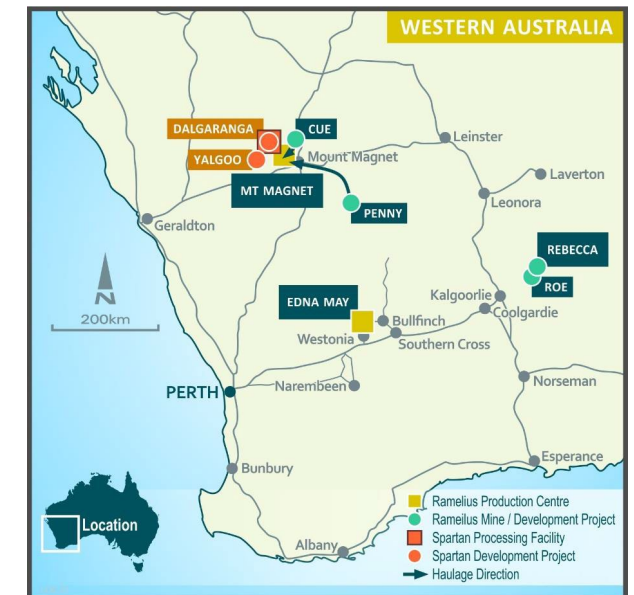 WESTERN AUSTRALIA
DALGARANGA
CUE
Leinster
YALGOO
Mount Magnet
MT MAGNET
Laverton
Leonora
PENNY
Geraldton
REBECCA
ROE
N
200km
EDNA MAY
Kalgoorlie
Coolgardie
Bullfinch
Westonia
Southern Cross
PERTH
Narembeen
Norseman
Bunbury
Esperance
Albany
Location
Ramelius Production Centre
Rameilus Mine / Development Project
Spartan Processing Facility
Spartan Development Project
Haulage Direction